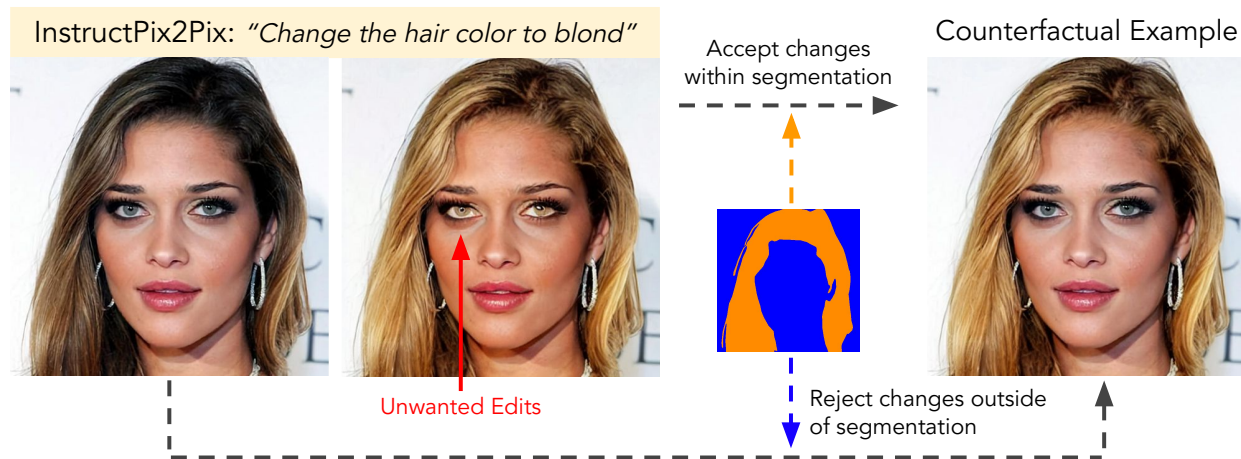 InstructPix2Pix: "Change the hair color to blond"
Accept changes
within segmentation
Counterfactual Example
Unwanted Edits
Reject changes outside
of segmentation